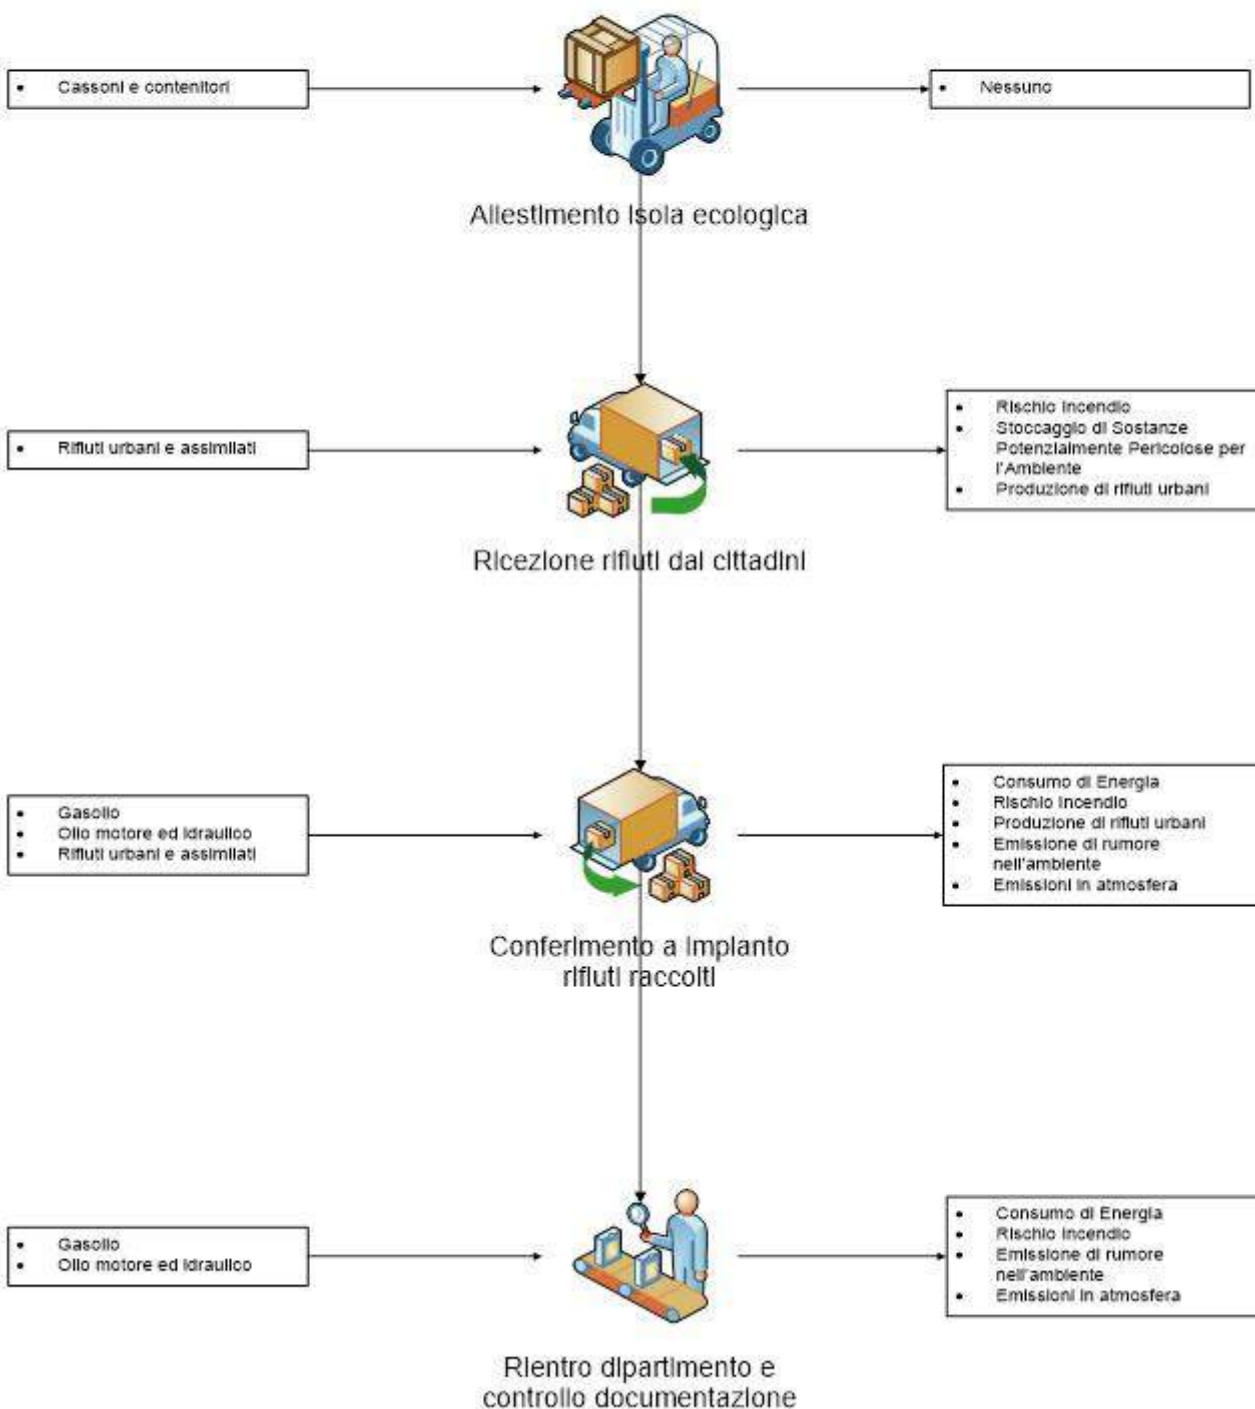 • Cassoni e contenitori
• Nessuno
Allestimento isola ecologica
• Rifiuti urbani e assimilati
• Rischio incendio
• Stoccaggio di Sostanze
Potenzialmente Pericolose per
l'Ambiente
• Produzione di rifiuti urbani
Ricezione rifiuti dai cittadini
• Gasolio
• Olio motore ed idraulico
• Rifiuti urbani e assimilati
• Consumo di Energia
• Rischio incendio
• Produzione di rifiuti urbani
• Emissione di rumore
nell'ambiente
• Emissioni in atmosfera
Conferimento a impianto
rifiuti raccolti
• Gasolio
• Olio motore ed idraulico
• Consumo di Energia
• Rischio incendio
• Emissione di rumore
nell'ambiente
• Emissioni in atmosfera
Rientro dipartimento e
controllo documentazione